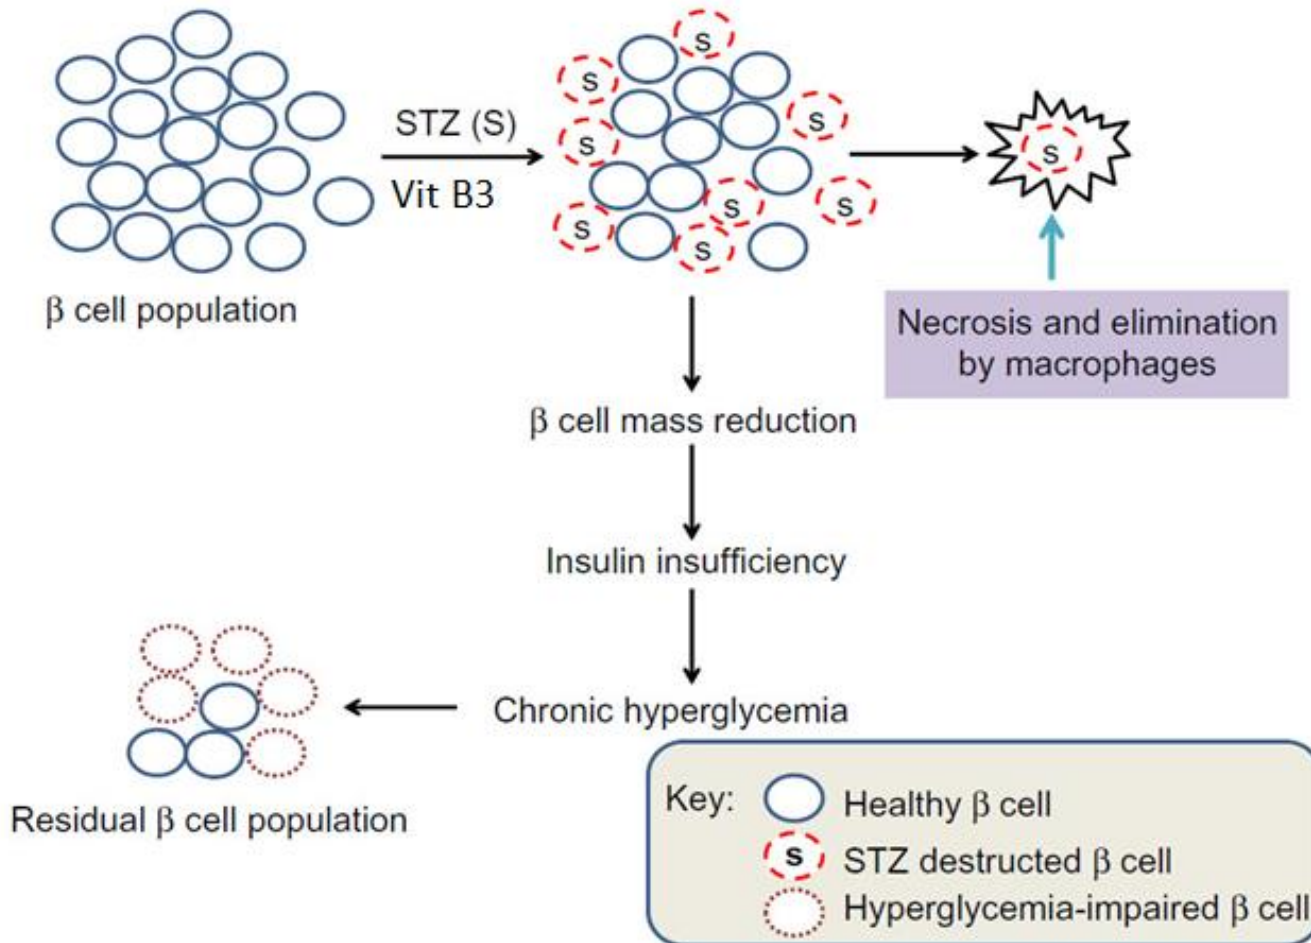 s
s
s
s
s
s
s
s
STZ (S)
Vit B3
s
β cell population
Necrosis and elimination
by macrophages
β cell mass reduction
Insulin insufficiency
Chronic hyperglycemia
Residual β cell population
Key:
Healthy β cell
s
STZ destructed β cell
Hyperglycemia-impaired β cell